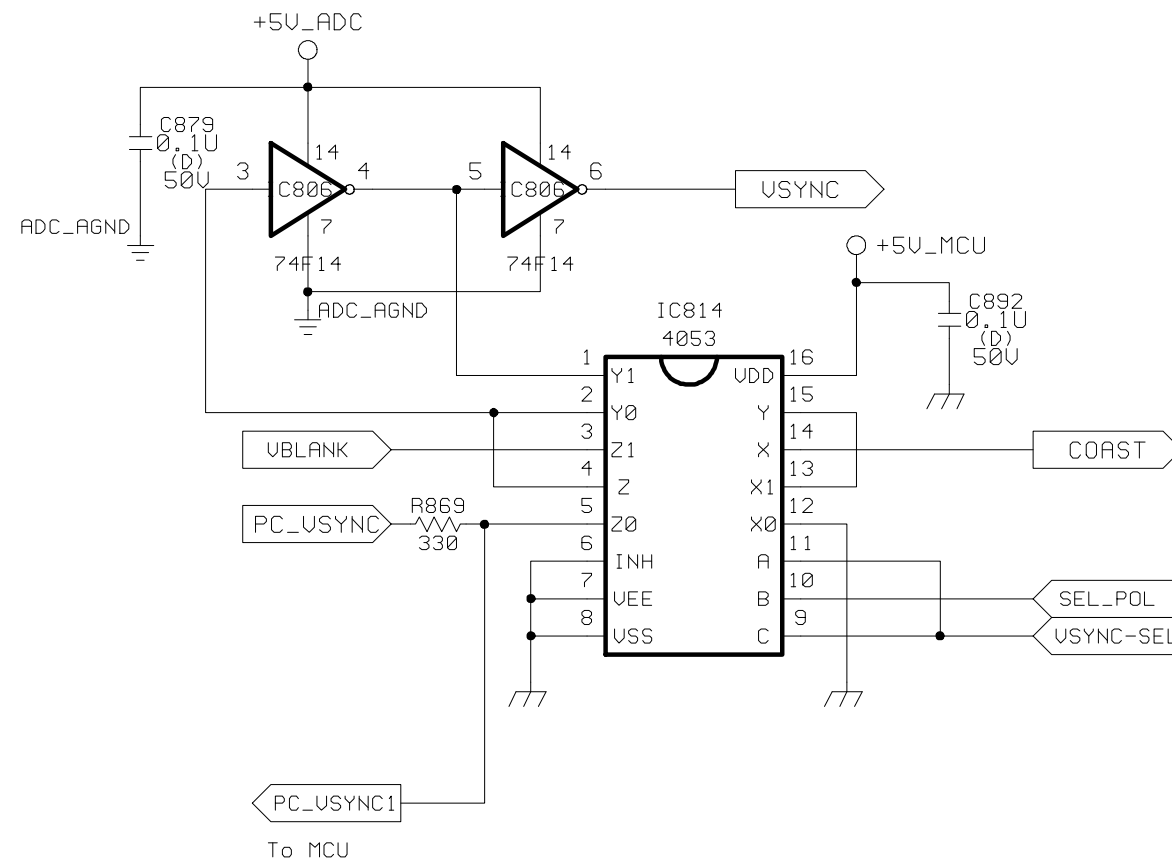 +5V_ADC
C879
0.1U
(D)
50V
3
14
4
5
14
6
C806
C806
VSYNC
7
7
ADC_AGND
74F14
74F14
+5V_MCU
ADC_AGND
IC814
4053
C892
0.1U
(D)
50V
1
Y1
VDD
16
2
Y0
Y
15
VBLANK
3
Z1
X
14
COAST
4
Z
X1
13
R869
PC_VSYNC
330
5
Z0
X0
12
6
INH
A
11
7
VEE
B
10
SEL_POL
8
VSS
C
9
VSYNC-SEL
PC_VSYNC1
To MCU